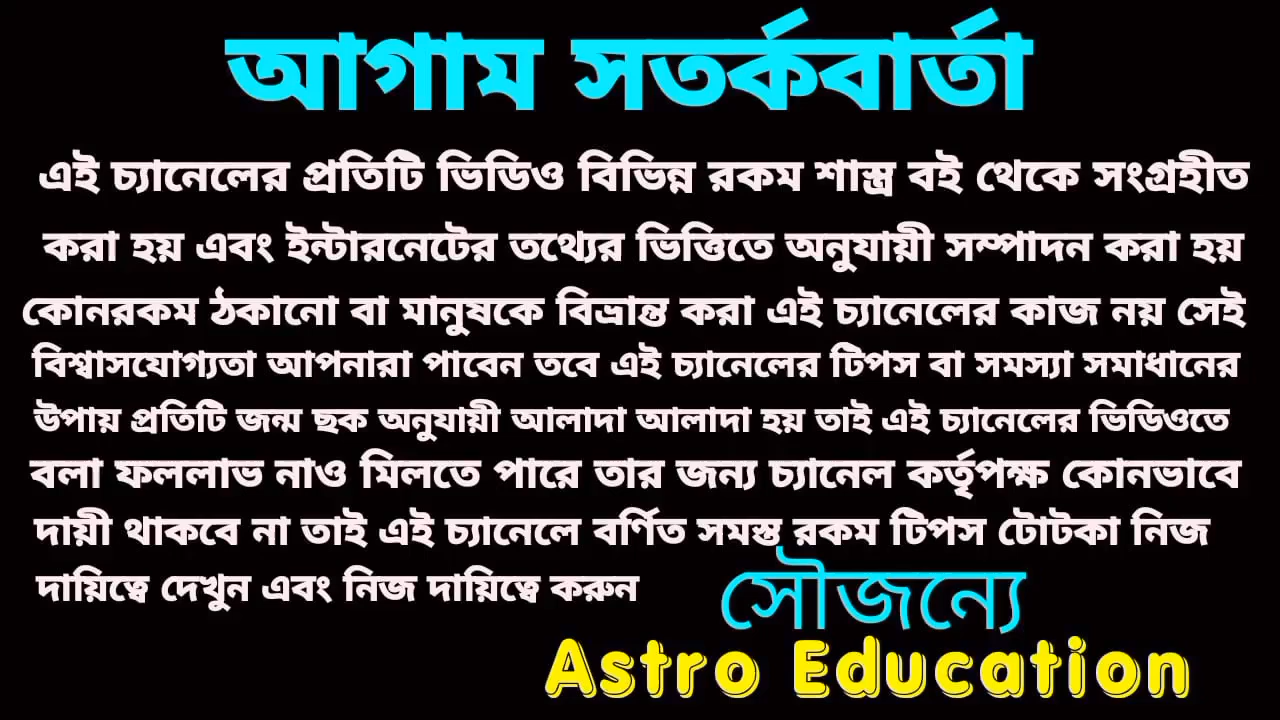 আগাম সতর্কবার্তা
এই চ্যানেলের প্রতিটি ভিডিও বিভিন্ন রকম শাস্ত্র বই থেকে সংগ্রহীত
করা হয় এবং ইন্টারনেটের তথ্যের ভিত্তিতে অনুযায়ী সম্পাদন করা হয়
কোনরকম ঠকানো বা মানুষকে বিভ্রান্ত করা এই চ্যানেলের কাজ নয় সেই
বিশ্বাসযোগ্যতা আপনারা পাবেন তবে এই চ্যানেলের টিপস বা সমস্যা সমাধানের
উপায় প্রতিটি জন্ম ছক অনুযায়ী আলাদা আলাদা হয় তাই এই চ্যানেলের ভিডিওতে
বলা ফললাভ নাও মিলতে পারে তার জন্য চ্যানেল কর্তৃপক্ষ কোনভাবে
দায়ী থাকবে না তাই এই চ্যানেলে বর্ণিত সমস্ত রকম টিপস টোটকা নিজ
দায়িত্বে দেখুন এবং নিজ দায়িত্বে করুন
সৌজন্যে
Astro Education